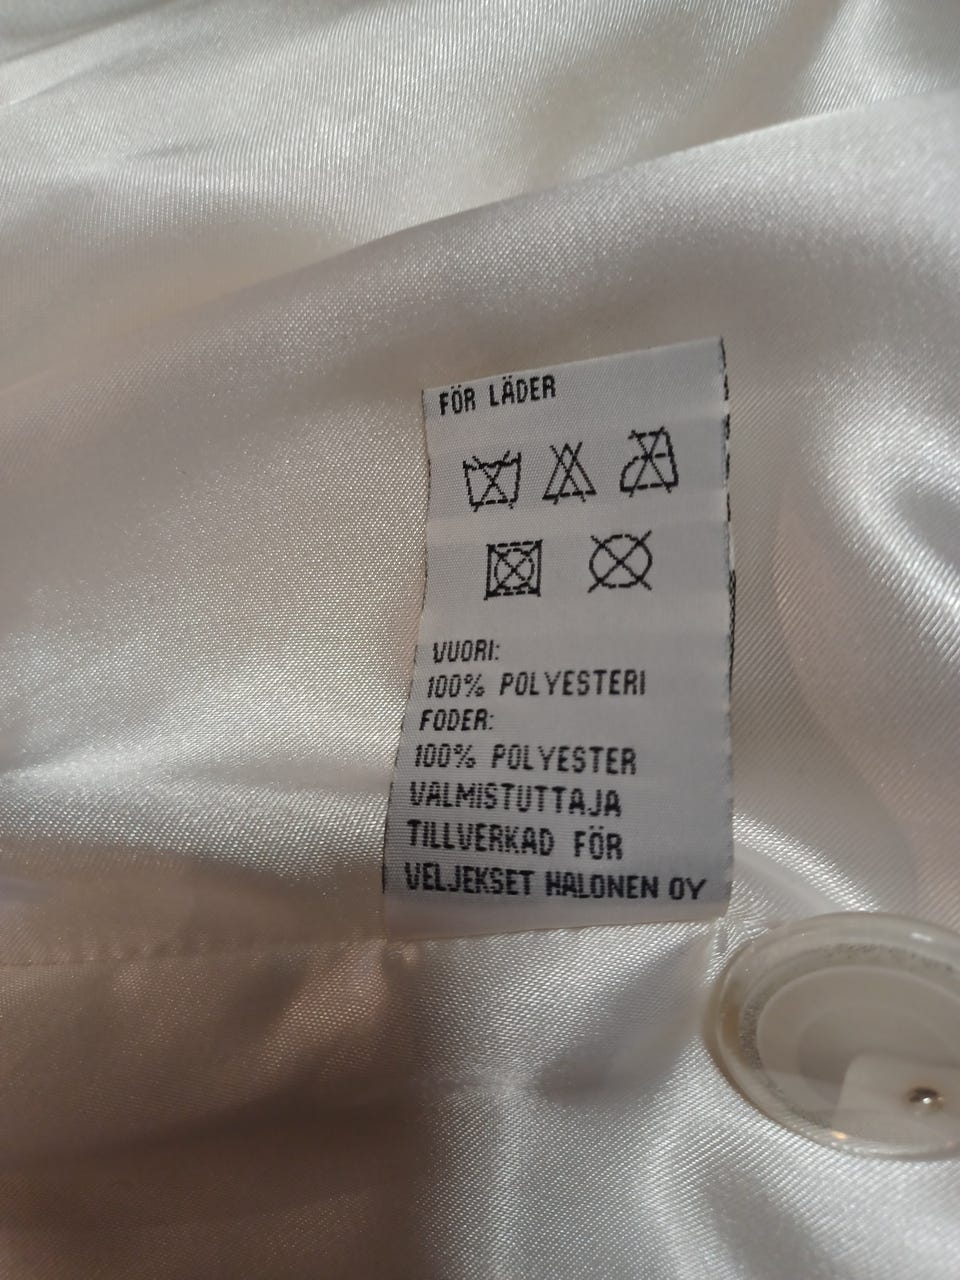 FÖR LÄDER
VUORI:
100% POLYESTERI
FODER:
100% POLYESTER
VALMISTUTTAJA
TILLVERKAD FÖR
VELJEKSET HALONEN OY